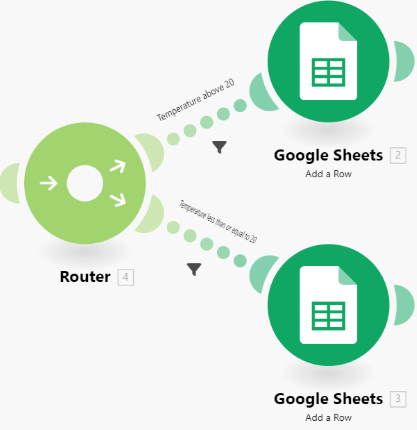 Temperature above 20
Google Sheets 2
Add a Row
Temperature less than or equal to 20
Router 4
Google Sheets 3
Add a Row